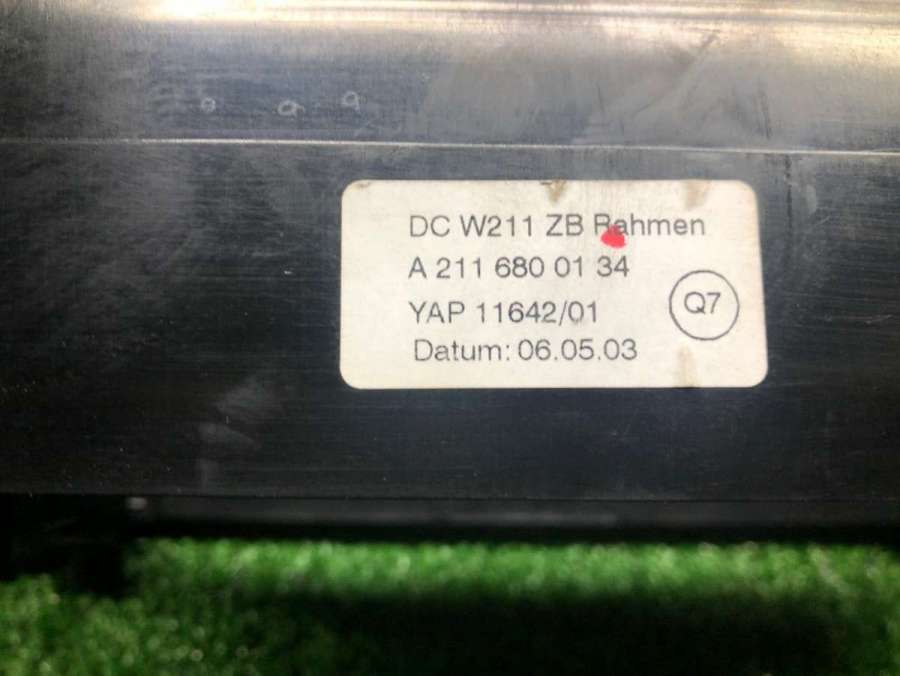 DC W211 ZB Rahmen
A 211 680 01 34
YAP 11642/01
Q7
Datum: 06.05.03